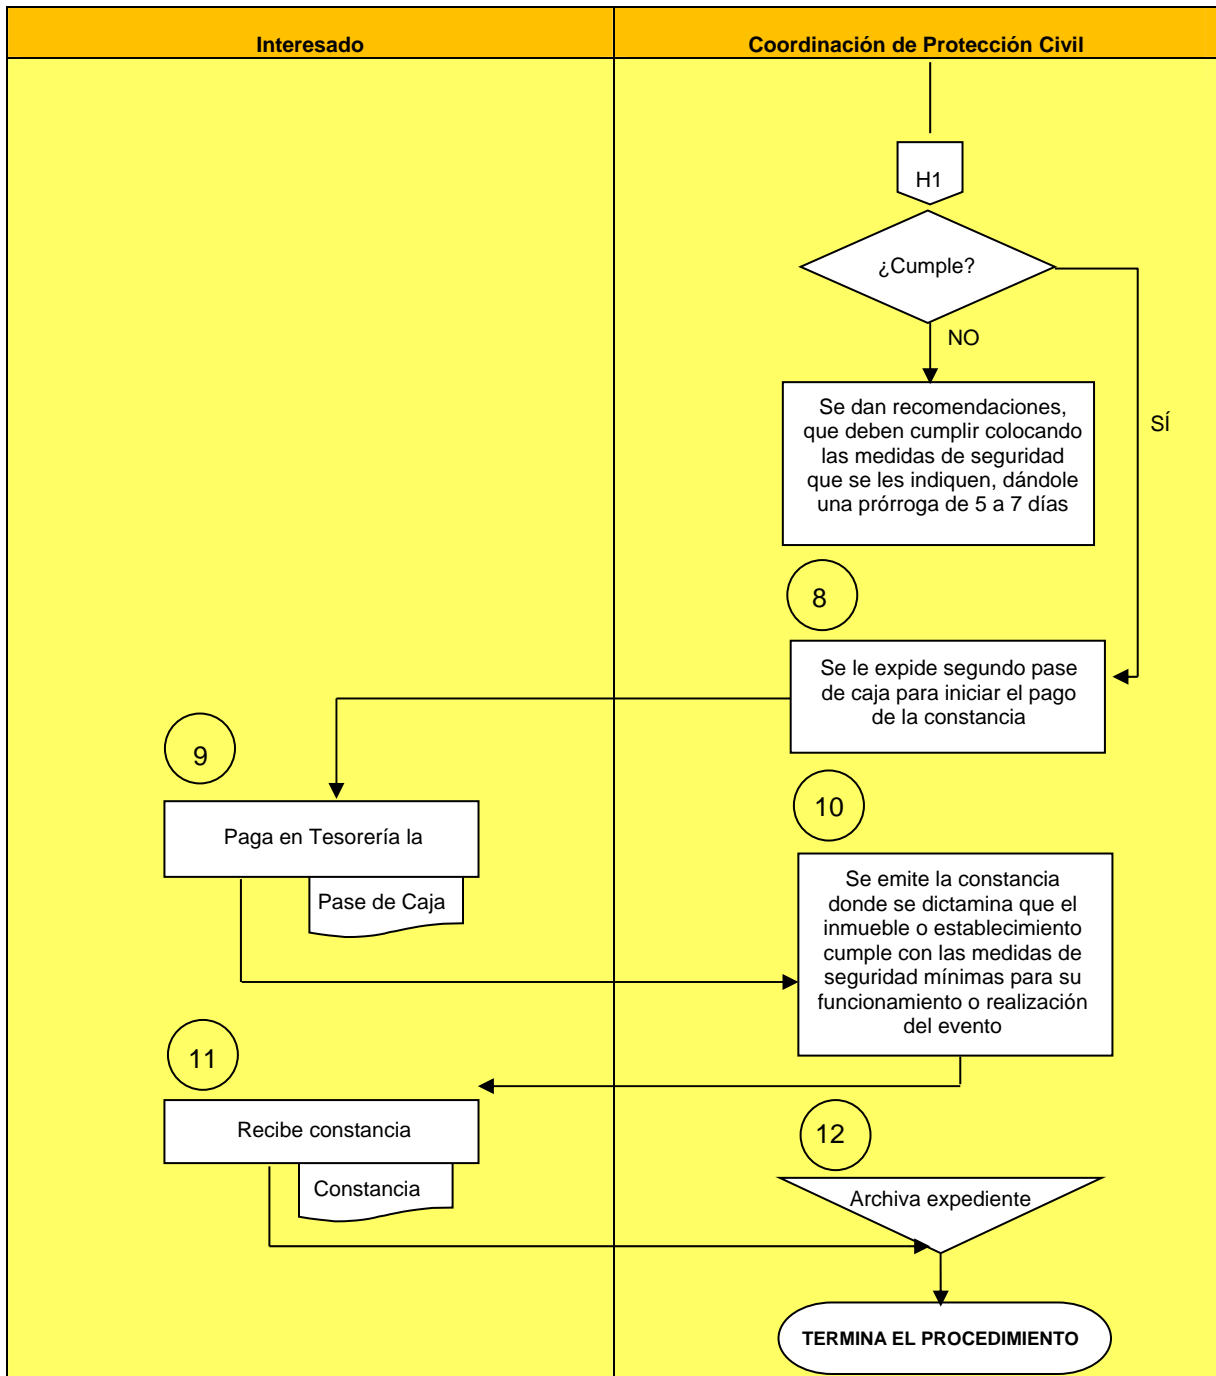 Interesado
Coordinación de Protección Civil
H1
¿Cumple?
NO
SÍ
Se dan recomendaciones,
que deben cumplir colocando
las medidas de seguridad
que se les indiquen, dándole
una prórroga de 5 a 7 días
8
Se le expide segundo pase
de caja para iniciar el pago
de la constancia
9
Paga en Tesorería la
Pase de Caja
10
Se emite la constancia
donde se dictamina que el
inmueble o establecimiento
cumple con las medidas de
seguridad mínimas para su
funcionamiento o realización
del evento
11
Recibe constancia
Constancia
12
Archiva expediente
TERMINA EL PROCEDIMIENTO